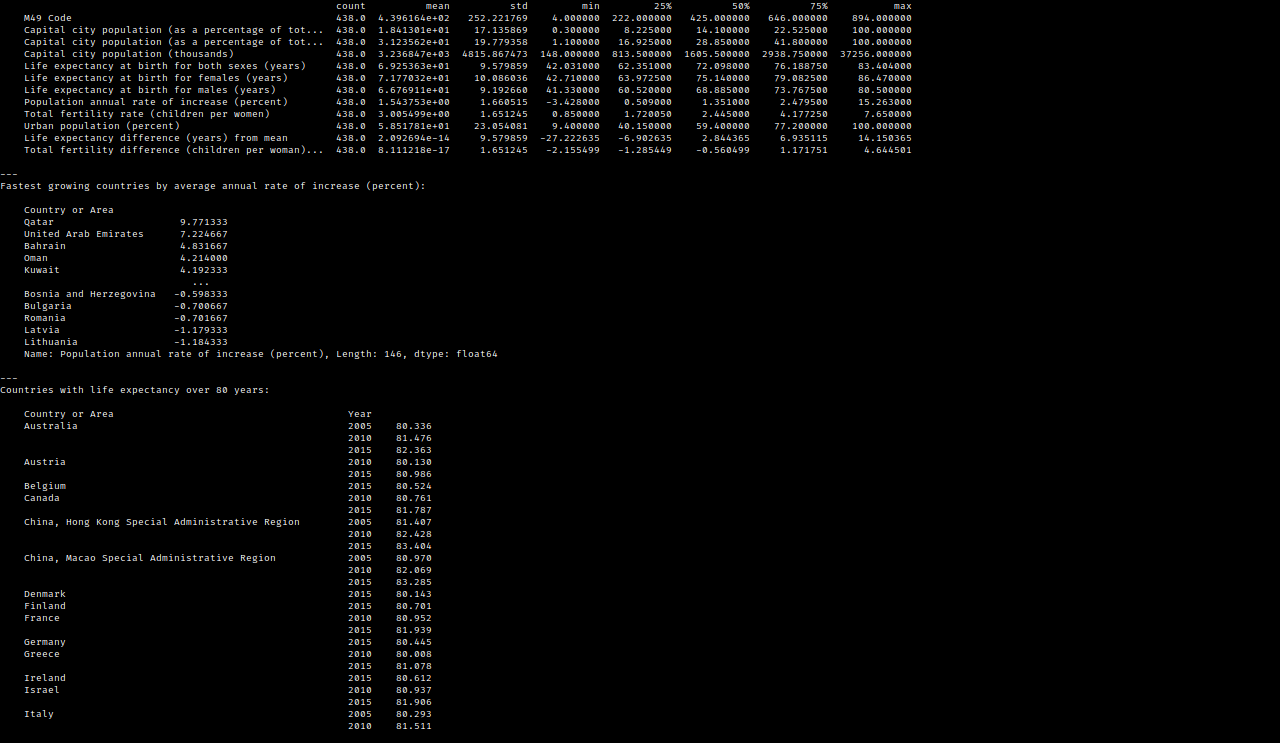 count mean std min 25% 50% 75% max
M49 Code 438.0 4.396164e+02 252.221769 4.000000 222.000000 425.000000 646.000000 894.000000
Capital city population (as a percentage of tot... 438.0 1.841301e+01 17.135869 0.300000 8.225000 14.100000 22.525000 100.000000
Capital city population (as a percentage of tot... 438.0 3.123562e+01 19.779358 1.100000 16.925000 28.850000 41.800000 100.000000
Capital city population (thousands) 438.0 3.236847e+03 4815.867473 148.000000 813.500000 1605.500000 2938.750000 37256.000000
Life expectancy at birth for both sexes (years) 438.0 6.925363e+01 9.579859 42.031000 62.351000 72.098000 76.188750 83.404000
Life expectancy at birth for females (years) 438.0 7.177032e+01 10.086036 42.710000 63.972500 75.140000 79.082500 86.470000
Life expectancy at birth for males (years) 438.0 6.676911e+01 9.192660 41.330000 60.520000 68.885000 73.767500 80.500000
Population annual rate of increase (percent) 438.0 1.543753e+00 1.660515 -3.428000 0.509000 1.351000 2.479500 15.263000
Total fertility rate (children per women) 438.0 3.005499e+00 1.651245 0.850000 1.720050 2.445000 4.177250 7.650000
Urban population (percent) 438.0 5.851781e+01 23.054081 9.400000 40.150000 59.400000 77.200000 100.000000
Life expectancy difference (years) from mean 438.0 2.092694e-14 9.579859 -27.222635 -6.902635 2.844365 6.935115 14.150365
Total fertility difference (children per woman)... 438.0 8.111218e-17 1.651245 -2.155499 -1.285449 -0.560499 1.171751 4.644501
---
Fastest growing countries by average annual rate of increase (percent):
Country or Area
Qatar 9.771333
United Arab Emirates 7.224667
Bahrain 4.831667
Oman 4.214000
Kuwait 4.192333
...
Bosnia and Herzegovina -0.598333
Bulgaria -0.700667
Romania -0.701667
Latvia -1.179333
Lithuania -1.184333
Name: Population annual rate of increase (percent), Length: 146, dtype: float64
---
Countries with life expectancy over 80 years:
Country or Area Year
Australia 2005 80.336
2010 81.476
2015 82.363
Austria 2010 80.130
2015 80.986
Belgium 2015 80.524
Canada 2010 80.761
2015 81.787
China, Hong Kong Special Administrative Region 2005 81.407
2010 82.428
2015 83.404
China, Macao Special Administrative Region 2005 80.970
2010 82.069
2015 83.285
Denmark 2015 80.143
Finland 2015 80.701
France 2010 80.952
2015 81.939
Germany 2015 80.445
Greece 2010 80.008
2015 81.078
Ireland 2015 80.612
Israel 2010 80.937
2015 81.906
Italy 2005 80.293
2010 81.511